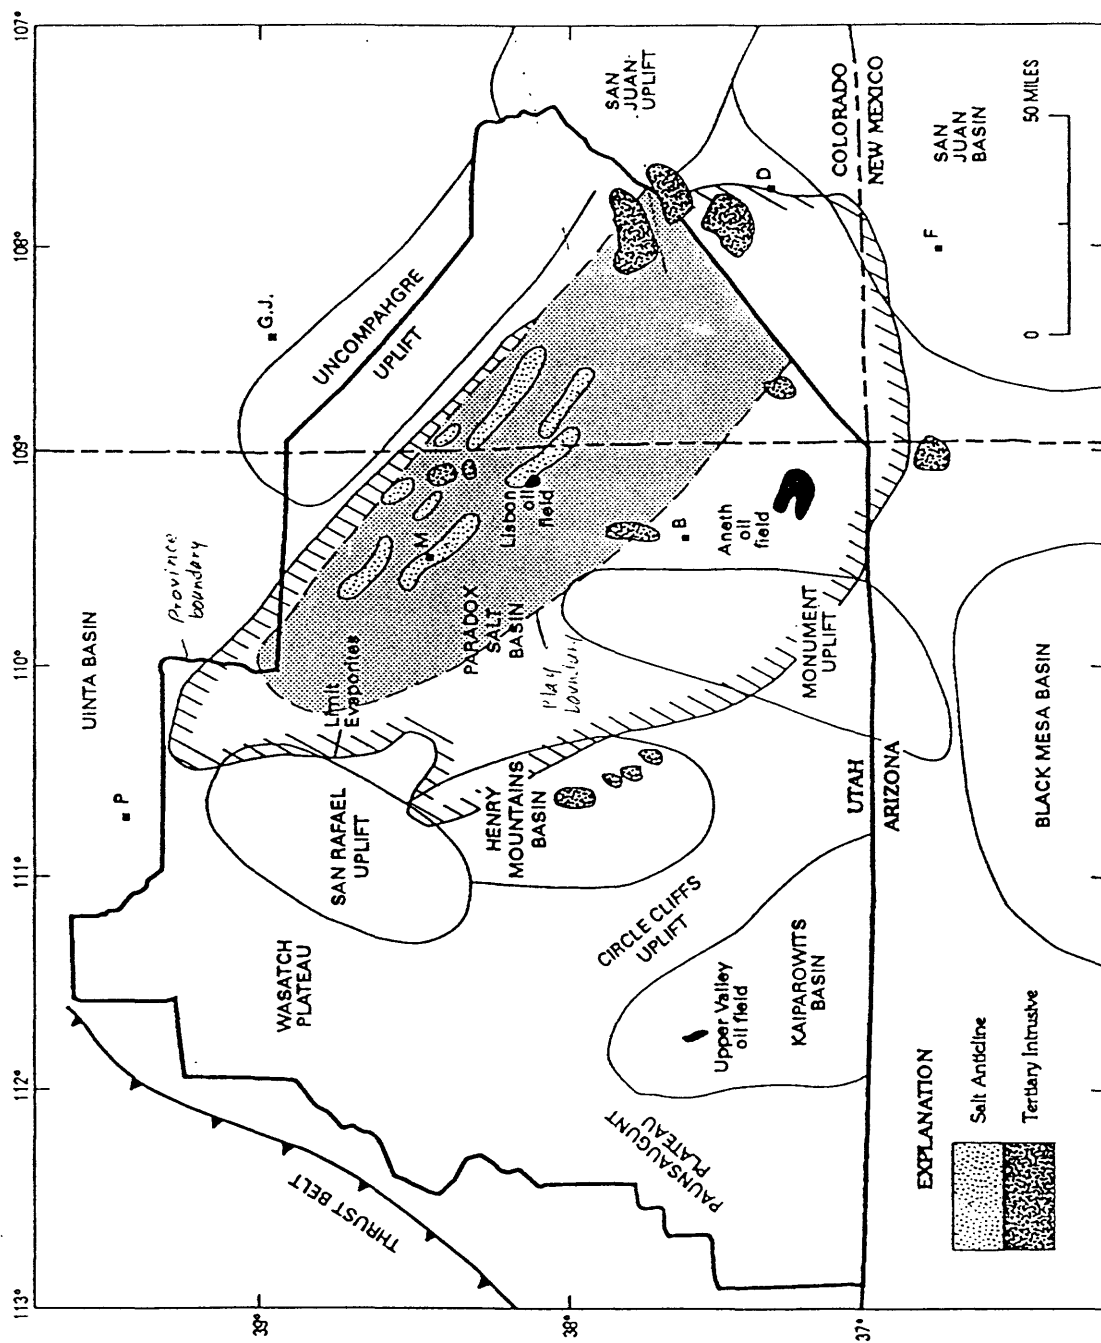 113°
112°
111°
110°
109°
108°
107°
39°
38°
37°
THRUST BELT
WASATCH
PLATEAU
P
UINTA BASIN
Province
boundary
G.J.
UNCOMPAHGRE
UPLIFT
SAN RAFAEL
UPLIFT
Limit
Evaporites
PARADOX
SALT
BASIN
M
Lisbon
oil
field
SAN
JUAN
UPLIFT
HENRY
MOUNTAINS
BASIN
Play
boundary
B
Aneth
oil
field
CIRCLE CLIFFS
UPLIFT
MONUMENT
UPLIFT
PAUNSAUGUNT
PLATEAU
Upper Valley
oil field
KAIPAROWITS
BASIN
D
UTAH
ARIZONA
COLORADO
NEW MEXICO
F
SAN
JUAN
BASIN
BLACK MESA BASIN
EXPLANATION
Salt Anticline
Tertiary Intrusive
0
50 MILES